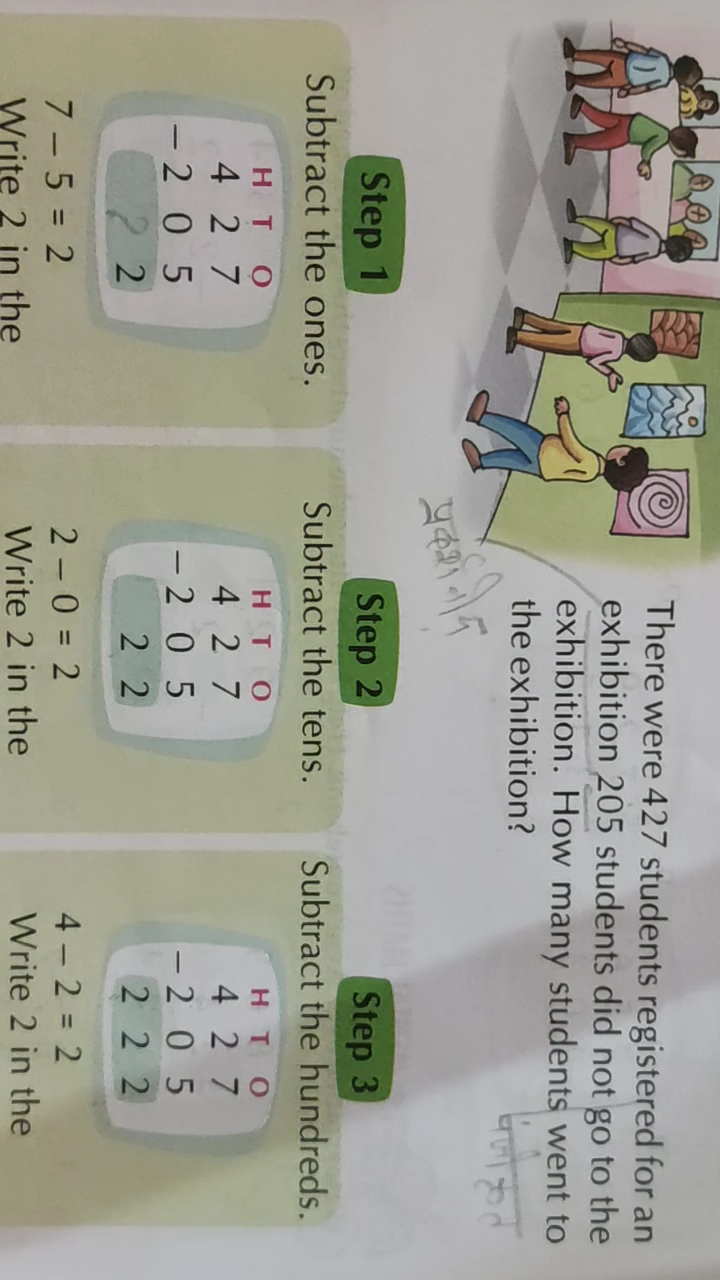 There were 427 students registered for an
exhibition 205 students did not go to the
exhibition. How many students went to
the exhibition?
Step 1
Subtract the ones.
H T O
4 2 7
– 2 0 5
2
7 – 5 = 2
Write 2 in the
Step 2
Subtract the tens.
H T O
4 2 7
– 2 0 5
2 2
2 – 0 = 2
Write 2 in the
Step 3
Subtract the hundreds.
H T O
4 2 7
– 2 0 5
2 2 2
4 – 2 = 2
Write 2 in the